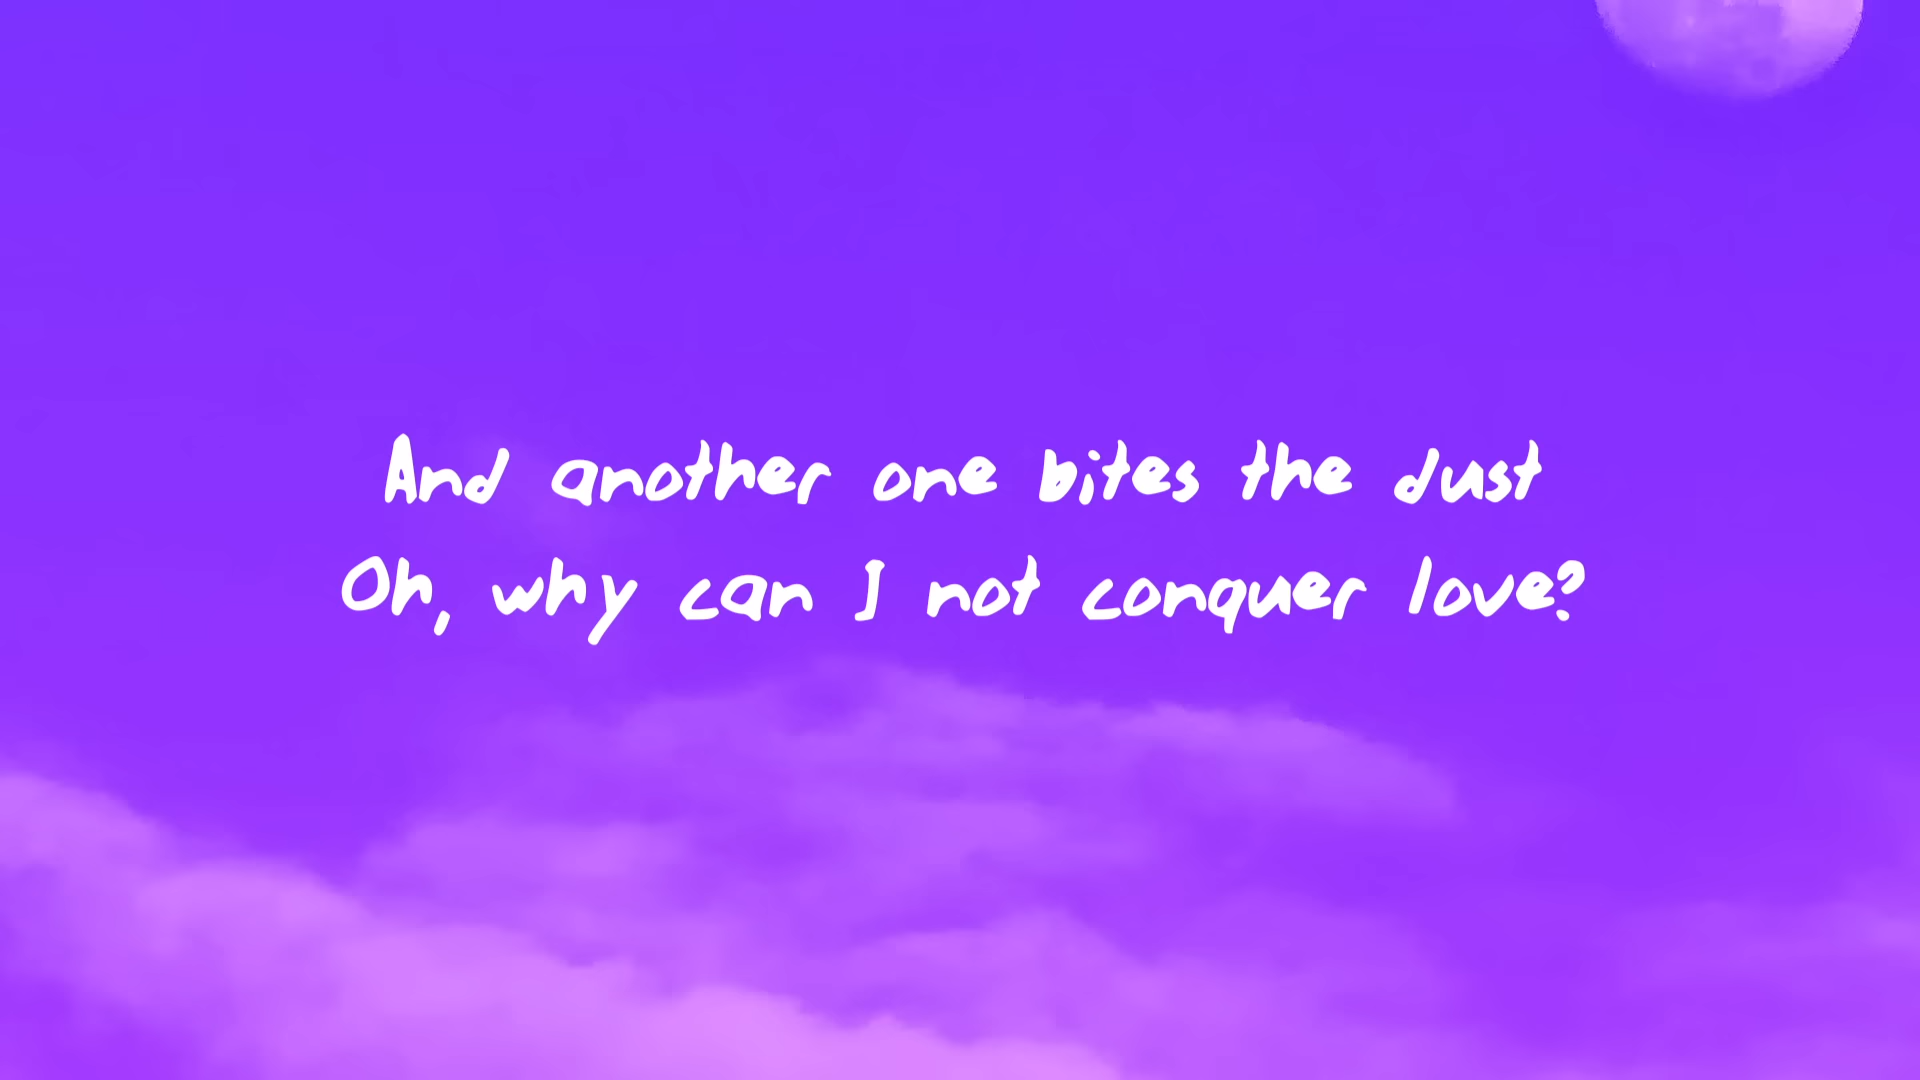 And another one bites the dust
Oh, why can I not conquer love?